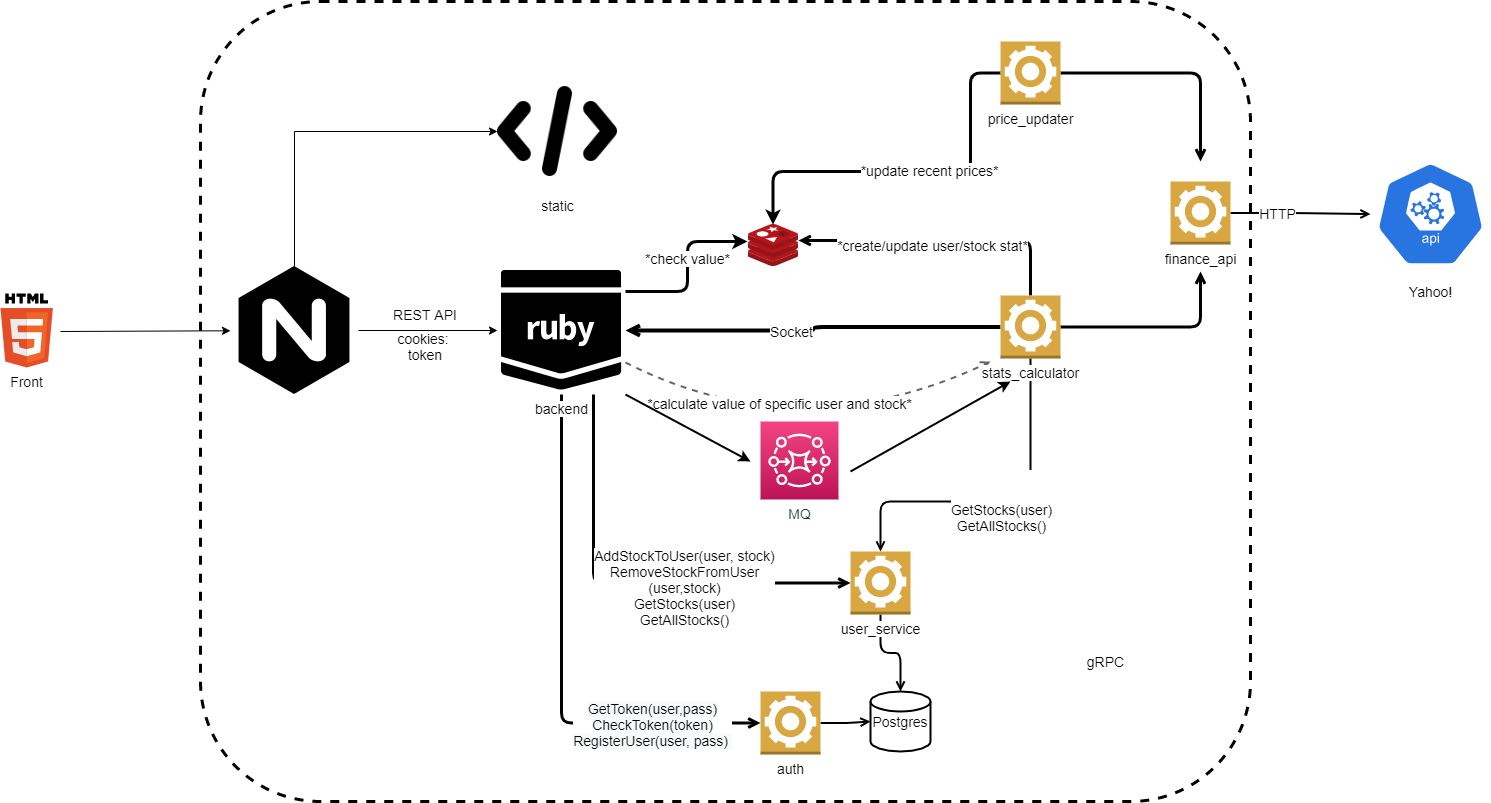 price_updater
*update recent prices*
static
HTTP
api
*check value*
*create/update user/stock stat*
finance_api
Yahoo!
HTML
5
Front
N
REST API
cookies:
token
ruby
backend
Socket
stats_calculator
*calculate value of specific user and stock*
MQ
GetStocks(user)
GetAllStocks()
AddStockToUser(user, stock)
RemoveStockFromUser
(user,stock)
GetStocks(user)
GetAllStocks()
user_service
gRPC
GetToken(user,pass)
CheckToken(token)
RegisterUser(user, pass)
auth
Postgres